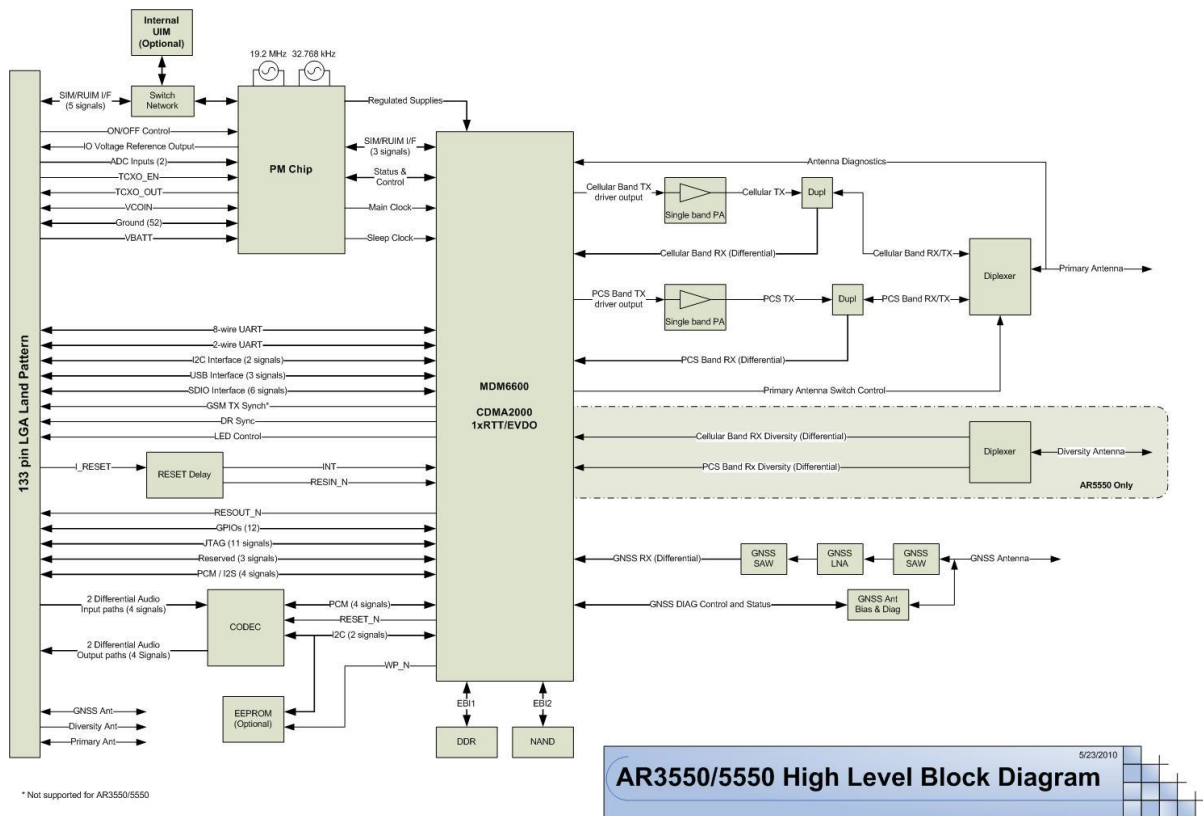 Internal
UIM
(Optional)
19.2 MHz
32.768 kHz
SIM/RUIM I/F
(5 signals)
Switch
Network
Regulated Supplies
ON/OFF Control
IO Voltage Reference Output
ADC Inputs (2)
TCXO_EN
TCXO_OUT
VCOIN
Ground (52)
VBATT
PM Chip
SIM/RUIM I/F
(3 signals)
Status &
Control
Main Clock
Sleep Clock
133 pin LGA Land Pattern
8-wire UART
2-wire UART
I2C Interface (2 signals)
USB Interface (3 signals)
SDIO Interface (6 signals)
GSM TX Synch*
DR Sync
LED Control
I_RESET
RESET Delay
INT
RESIN_N
RESOUT_N
GPIOs (12)
JTAG (11 signals)
Reserved (3 signals)
PCM / I2S (4 signals)
2 Differential Audio
Input paths (4 signals)
2 Differential Audio
Output paths (4 Signals)
CODEC
PCM (4 signals)
RESET_N
I2C (2 signals)
WP_N
EEPROM
(Optional)
GNSS Ant
Diversity Ant
Primary Ant
MDM6600
CDMA2000
1xRTT/EVDO
EBI1
EBI2
DDR
NAND
Antenna Diagnostics
Cellular Band TX
driver output
Single band PA
Cellular TX
Dupl
Cellular Band RX (Differential)
Cellular Band RX/TX
Diplexer
Primary Antenna
PCS Band TX
driver output
Single band PA
PCS TX
Dupl
PCS Band RX/TX
PCS Band RX (Differential)
Primary Antenna Switch Control
Cellular Band RX Diversity (Differential)
PCS Band Rx Diversity (Differential)
Diplexer
Diversity Antenna
AR5550 Only
GNSS RX (Differential)
GNSS
SAW
GNSS
LNA
GNSS
SAW
GNSS Antenna
GNSS DIAG Control and Status
GNSS Ant
Bias & Diag
5/23/2010
AR3550/5550 High Level Block Diagram
* Not supported for AR3550/5550